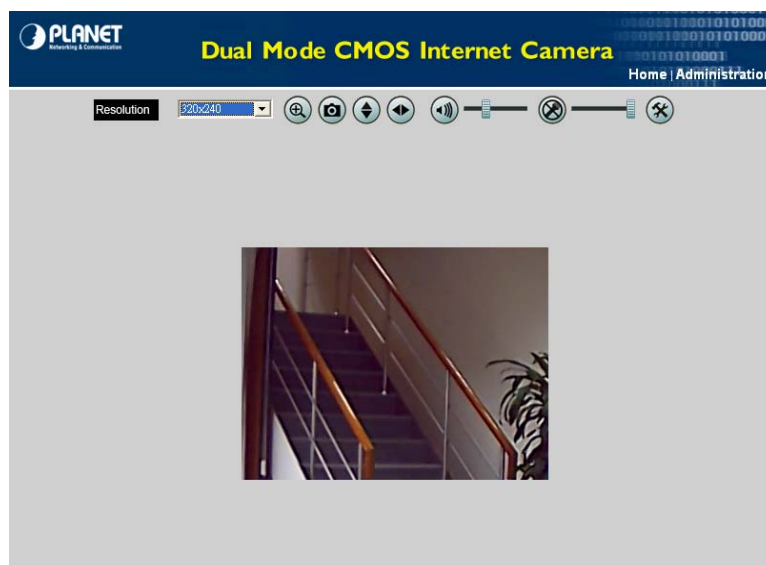 PLANET
Networking & Communication
Dual Mode CMOS Internet Camera
Home | Administration
Resolution 320x240